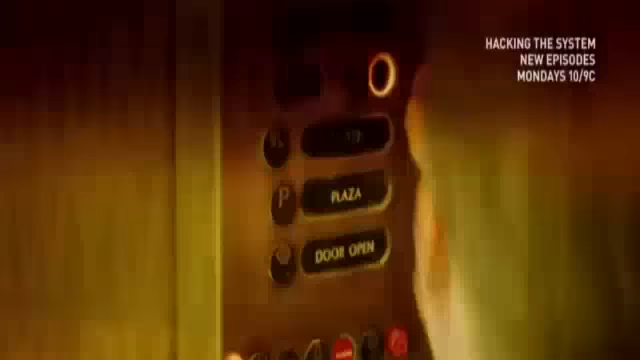 HACKING THE SYSTEM
NEW EPISODES
MONDAYS 10/9C
P PLAZA
DOOR OPEN